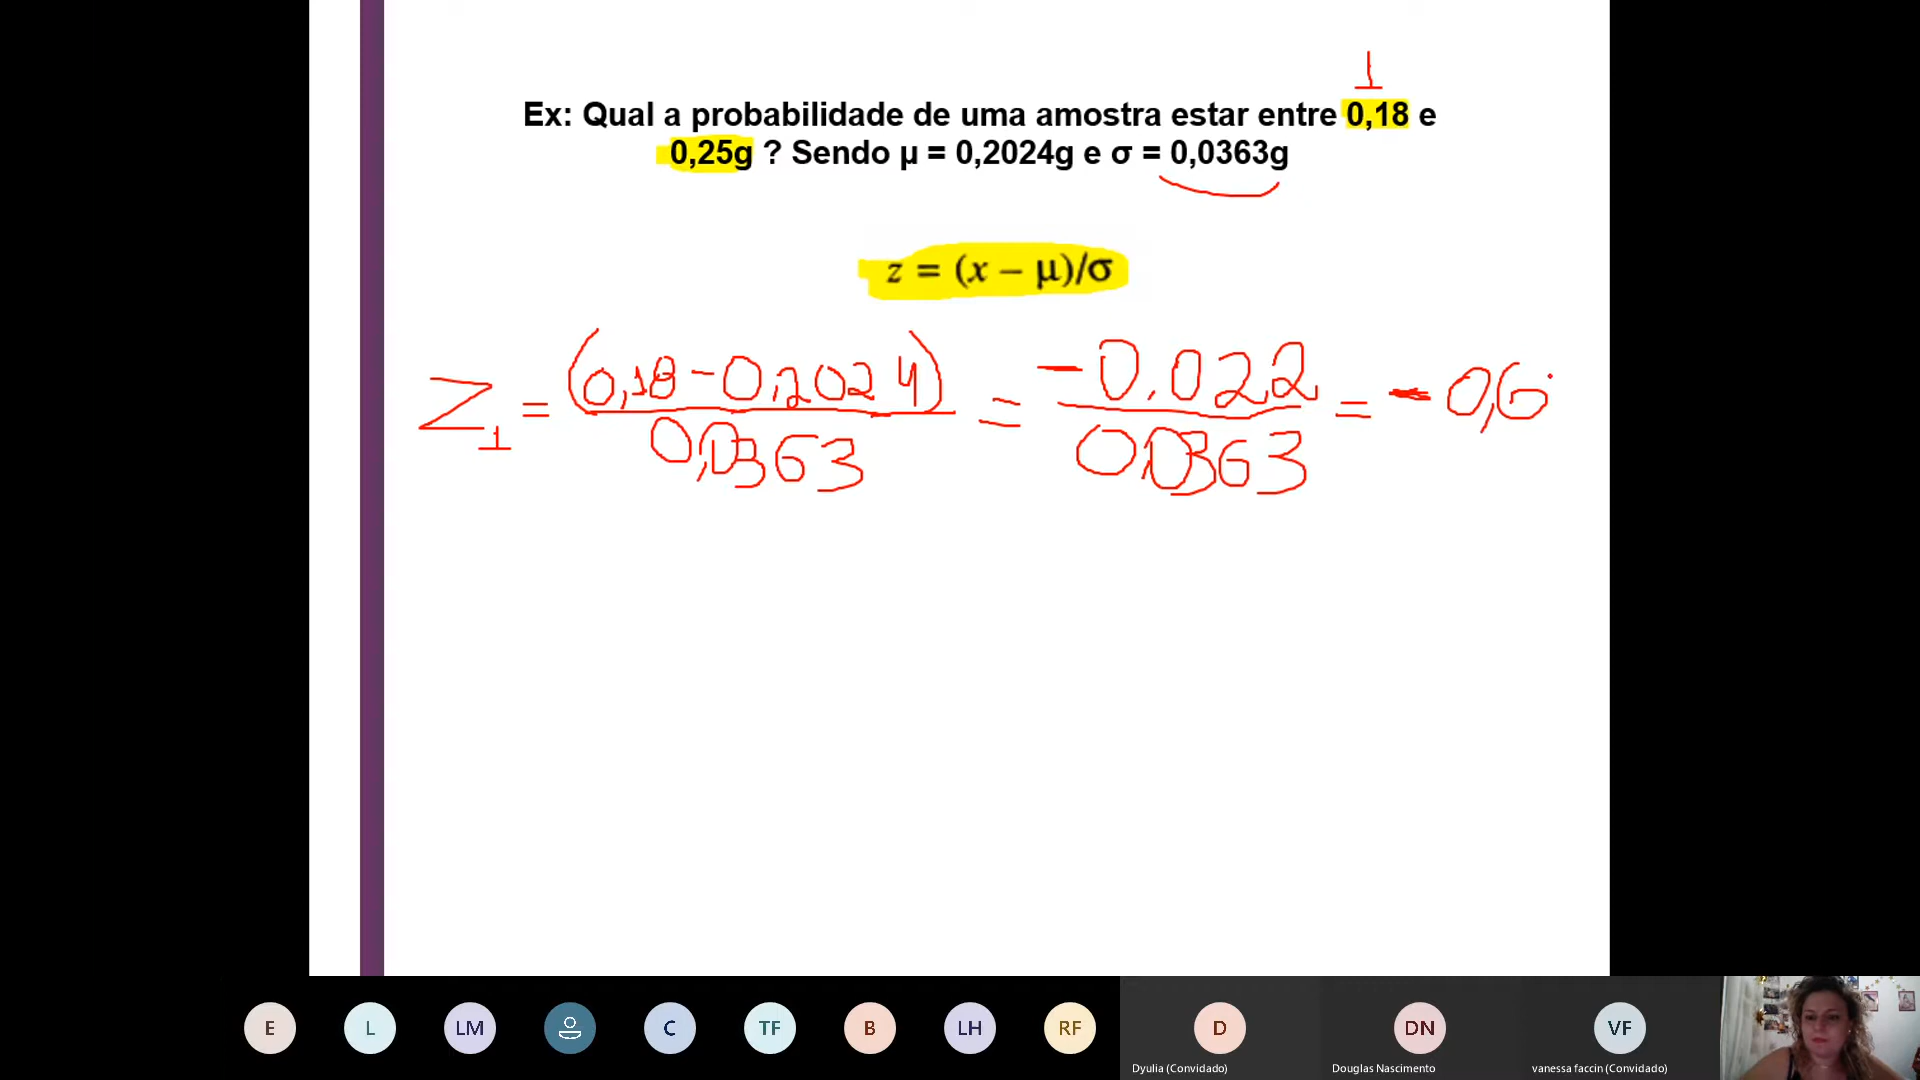 1
Ex: Qual a probabilidade de uma amostra estar entre 0,18 e
0,25g ? Sendo μ = 0,2024g e σ = 0,0363g
z = (x − μ)/σ
Z1 = (0,18-0,2024)/0,0363 = -0,022/0,0363 = -0,6
E L LM C TF B LH RF D DN VF
Dyulia (Convidado) Douglas Nascimento vanessa faccin (Convidado)